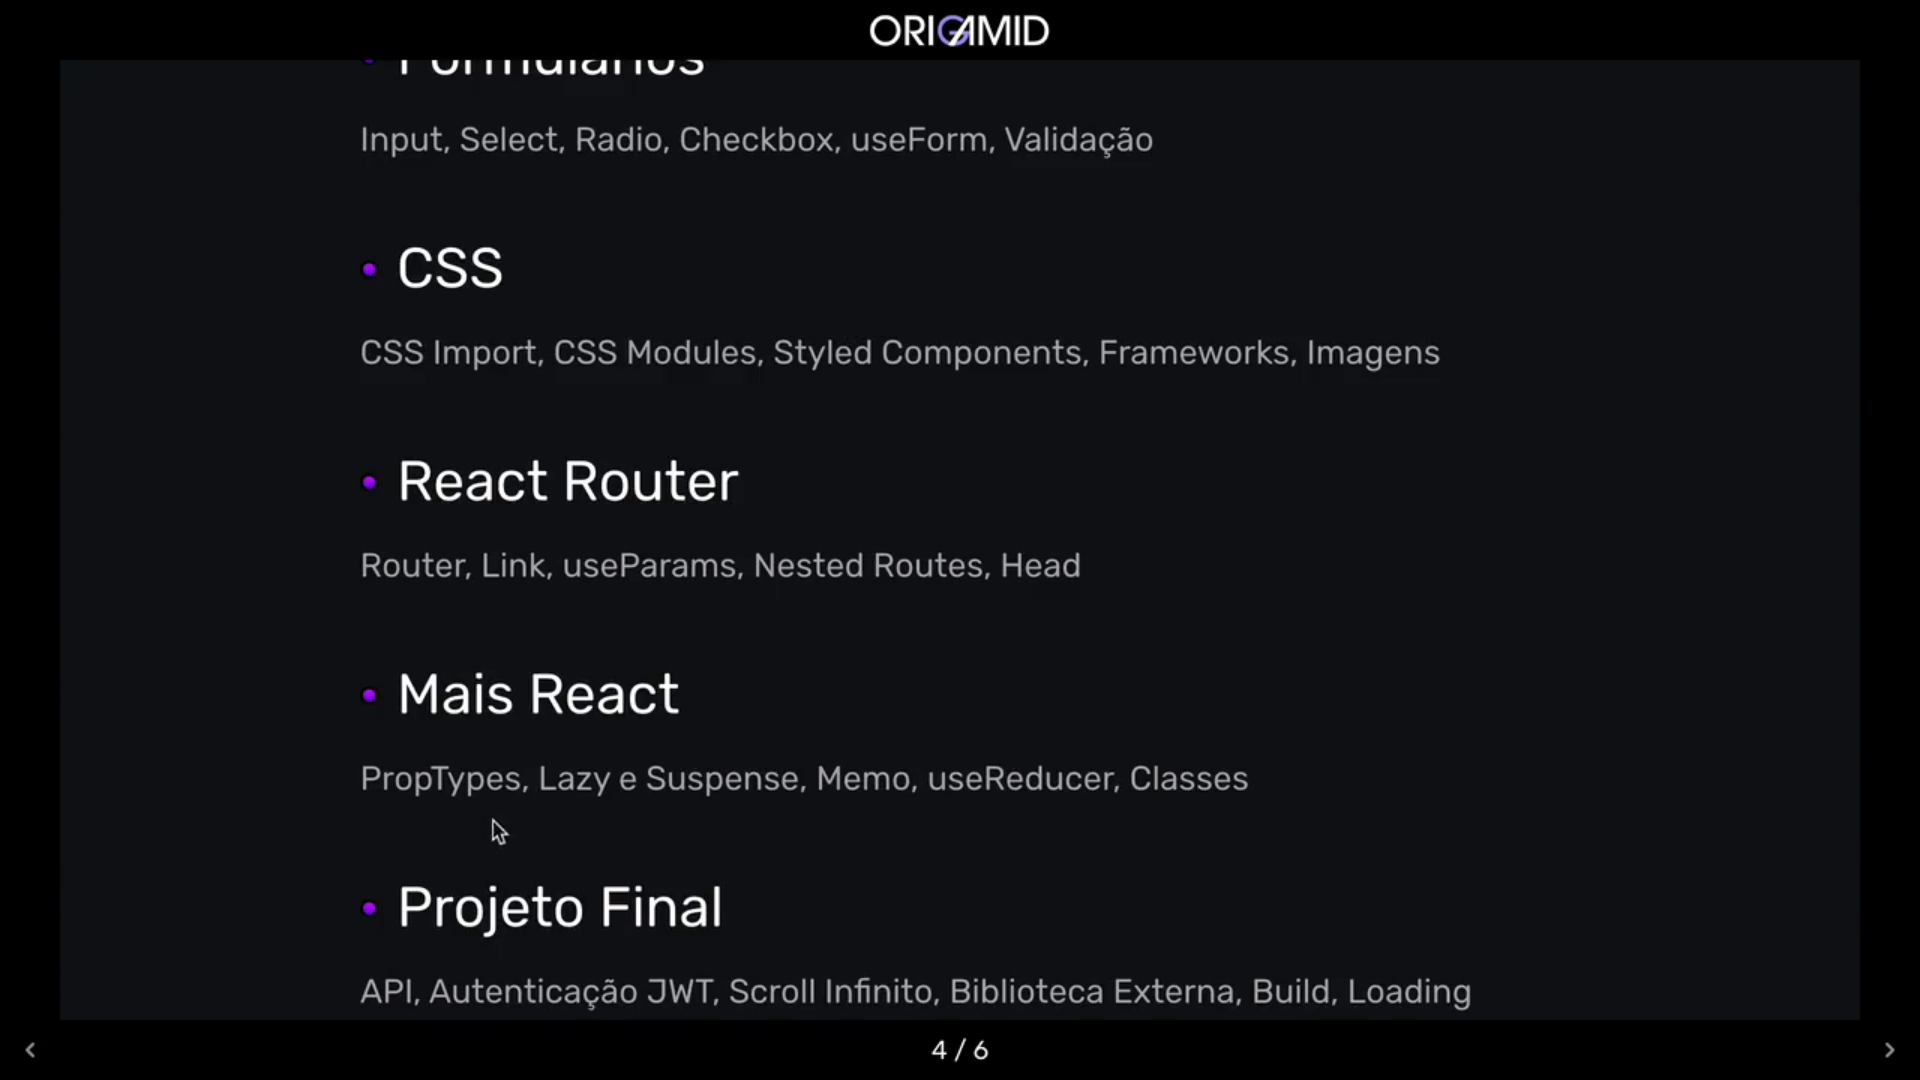 ORIGAMID
Formulários
Input, Select, Radio, Checkbox, useForm, Validação
CSS
CSS Import, CSS Modules, Styled Components, Frameworks, Imagens
React Router
Router, Link, useParams, Nested Routes, Head
Mais React
PropTypes, Lazy e Suspense, Memo, useReducer, Classes
Projeto Final
API, Autenticação JWT, Scroll Infinito, Biblioteca Externa, Build, Loading
4 / 6